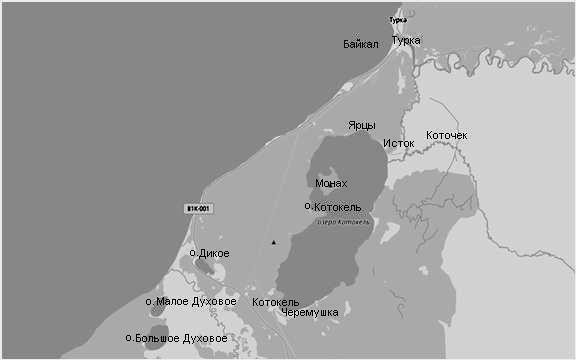 Турка
Байкал
Турка
Ярцы
Коточек
Исток
Монах
о.Котокель
озеро Котокель
81К-001
о.Дикое
о.Малое Духовое
Котокель
Черемушка
о.Большое Духовое